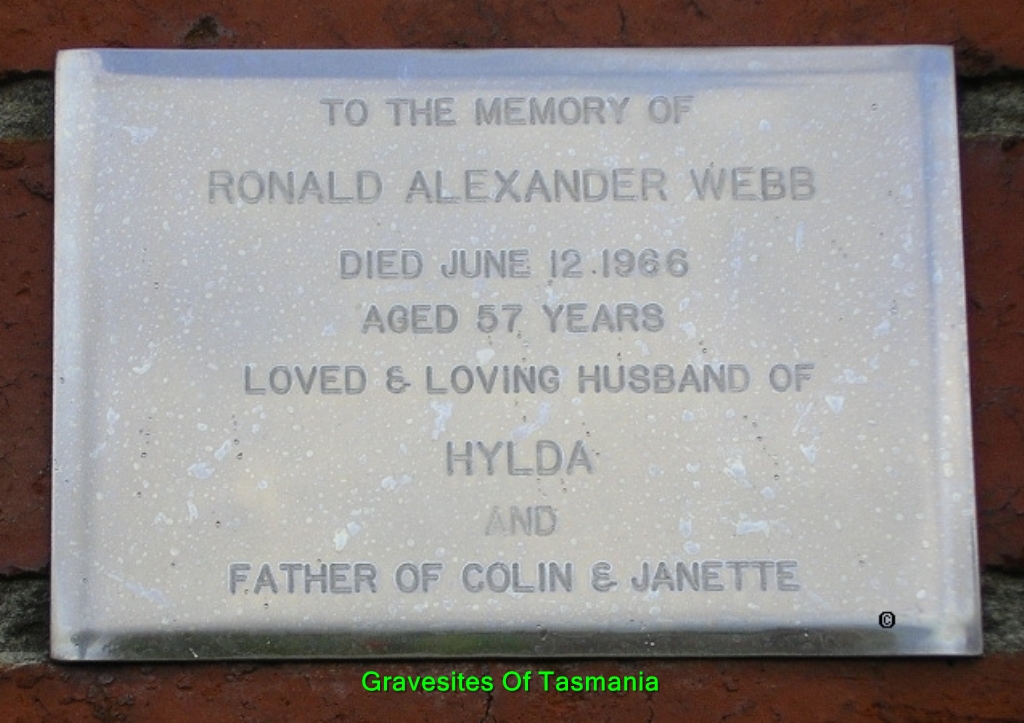 TO THE MEMORY OF
RONALD ALEXANDER WEBB
DIED JUNE 12.1966
AGED 57 YEARS
LOVED & LOVING HUSBAND OF
HYLDA
AND
FATHER OF COLIN & JANETTE
©
Gravesites Of Tasmania